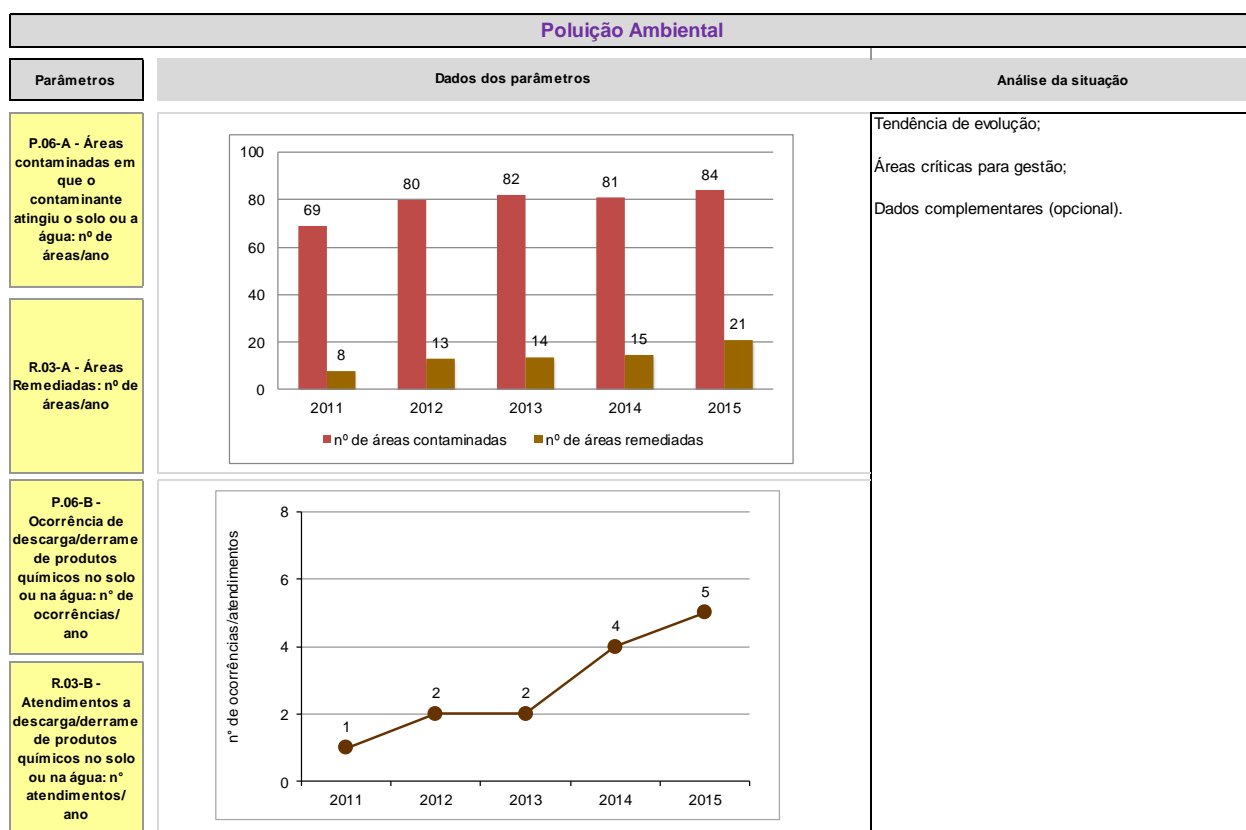 Poluição Ambiental
Parâmetros
Dados dos parâmetros
Análise da situação
P.06-A - Áreas
contaminadas em
que o
contaminante
atingiu o solo ou a
água: nº de
áreas/ano
100
80
60
40
20
0
69
80
82
81
84
8
13
14
15
21
2011
2012
2013
2014
2015
nº de áreas contaminadas
nº de áreas remediadas
Tendência de evolução;
Áreas críticas para gestão;
Dados complementares (opcional).
R.03-A - Áreas
Remediadas: nº de
áreas/ano
P.06-B -
Ocorrência de
descarga/derrame
de produtos
químicos no solo
ou na água: n° de
ocorrências/
ano
R.03-B -
Atendimentos a
descarga/derrame
de produtos
químicos no solo
ou na água: n°
atendimentos/
ano
n° de ocorrências/atendimentos
8
6
4
2
0
1
2
2
4
5
2011
2012
2013
2014
2015